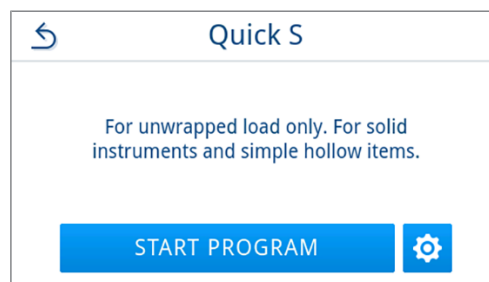 Quick S
For unwrapped load only. For solid
instruments and simple hollow items.
START PROGRAM